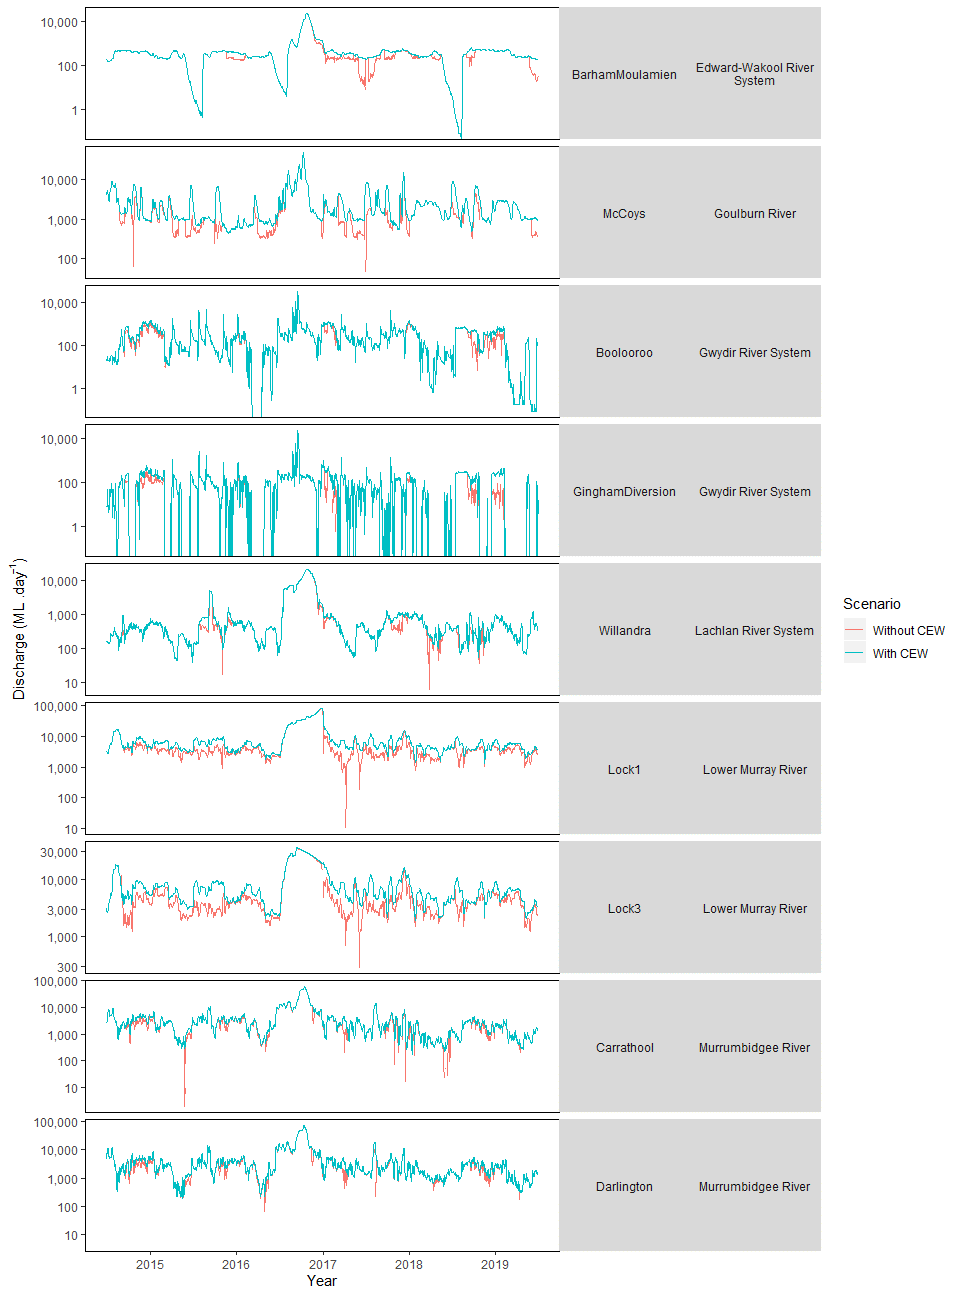 10,000
100
1
BarhamMoulamien
Edward-Wakool River
System
10,000
1,000
100
McCoys
Goulburn River
10,000
100
1
Boolooroo
Gwydir River System
10,000
100
1
GinghamDiversion
Gwydir River System
Discharge (ML .day⁻¹)
10,000
1,000
100
10
Willandra
Lachlan River System
Scenario
Without CEW
With CEW
100,000
10,000
1,000
100
10
Lock1
Lower Murray River
30,000
10,000
3,000
1,000
300
Lock3
Lower Murray River
100,000
10,000
1,000
100
10
Carrathool
Murrumbidgee River
100,000
10,000
1,000
100
10
Darlington
Murrumbidgee River
2015 2016 2017 2018 2019
Year